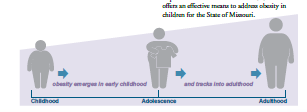 offers an effective means to address obesity in
children for the State of Missouri.
obesity emerges in early childhood and tracks into adulthood
Childhood Adolescence Adulthood